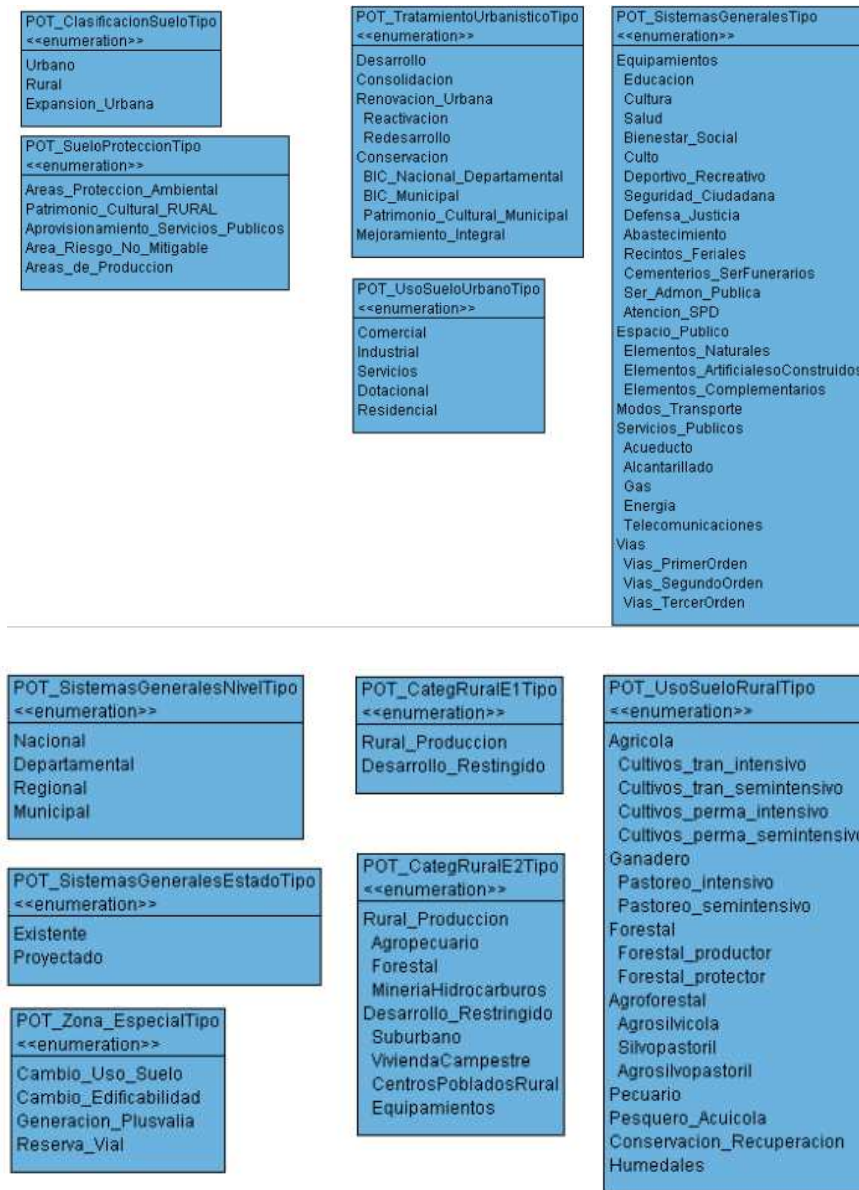 POT_ClasificacionSueloTipo
<<enumeration>>
Urbano
Rural
Expansion_Urbana
POT_SueloProteccionTipo
<<enumeration>>
Areas_Proteccion_Ambiental
Patrimonio_Cultural_RURAL
Aprovisionamiento_Servicios_Publicos
Area_Riesgo_No_Mitigable
Areas_de_Produccion
POT_TratamientoUrbanisticoTipo
<<enumeration>>
Desarrollo
Consolidacion
Renovacion_Urbana
Reactivacion
Redesarrollo
Conservacion
BIC_Nacional_Departamental
BIC_Municipal
Patrimonio_Cultural_Municipal
Mejoramiento_Integral
POT_UsoSueloUrbanoTipo
<<enumeration>>
Comercial
Industrial
Servicios
Dotacional
Residencial
POT_SistemasGeneralesTipo
<<enumeration>>
Equipamientos
Educacion
Cultura
Salud
Bienestar_Social
Culto
Deportivo_Recreativo
Seguridad_Ciudadana
Defensa_Justicia
Abastecimiento
Recintos_Feriales
Cementerios_SerFunerarios
Ser_Admon_Publica
Atencion_SPD
Espacio_Publico
Elementos_Naturales
Elementos_ArtificialesoConstruidos
Elementos_Complementarios
Modos_Transporte
Servicios_Publicos
Acueducto
Alcantarillado
Gas
Energia
Telecomunicaciones
Vias
Vias_PrimerOrden
Vias_SegundoOrden
Vias_TercerOrden
POT_SistemasGeneralesNivelTipo
<<enumeration>>
Nacional
Departamental
Regional
Municipal
POT_SistemasGeneralesEstadoTipo
<<enumeration>>
Existente
Proyectado
POT_Zona_EspecialTipo
<<enumeration>>
Cambio_Uso_Suelo
Cambio_Edificabilidad
Generacion_Plusvalia
Reserva_Vial
POT_CategRuralE1Tipo
<<enumeration>>
Rural_Produccion
Desarrollo_Restingido
POT_CategRuralE2Tipo
<<enumeration>>
Rural_Produccion
Agropecuario
Forestal
MineriaHidrocarburos
Desarrollo_Restringido
Suburbano
ViviendaCampestre
CentrosPobladosRural
Equipamientos
POT_UsoSueloRuralTipo
<<enumeration>>
Agricola
Cultivos_tran_intensivo
Cultivos_tran_semintensivo
Cultivos_perma_intensivo
Cultivos_perma_semintensivo
Ganadero
Pastoreo_intensivo
Pastoreo_semintensivo
Forestal
Forestal_productor
Forestal_protector
Agroforestal
Agrosilvicola
Silvopastoril
Agrosilvopastoril
Pecuario
Pesquero_Acuicola
Conservacion_Recuperacion
Humedales